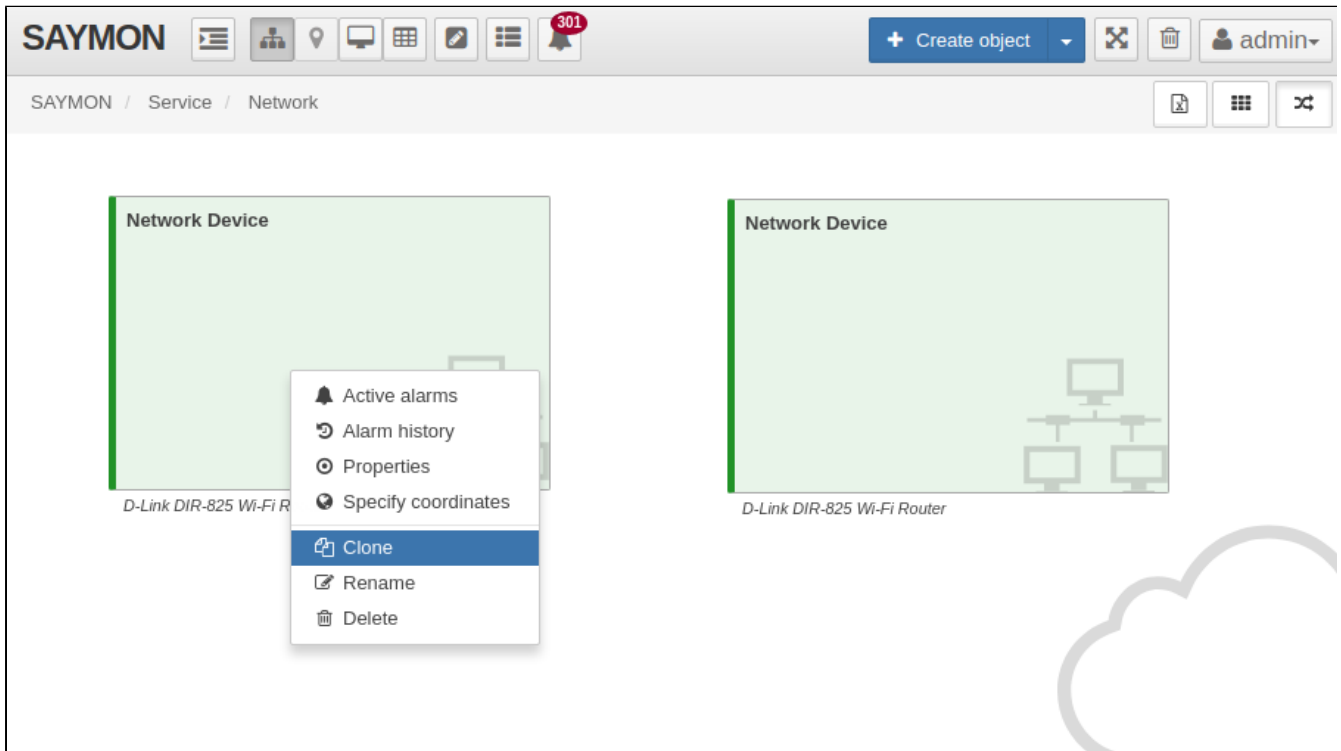 SAYMON
301
Create object
admin
SAYMON / Service / Network
Network Device
Network Device
Active alarms
Alarm history
Properties
Specify coordinates
D-Link DIR-825 Wi-Fi R
D-Link DIR-825 Wi-Fi Router
Clone
Rename
Delete